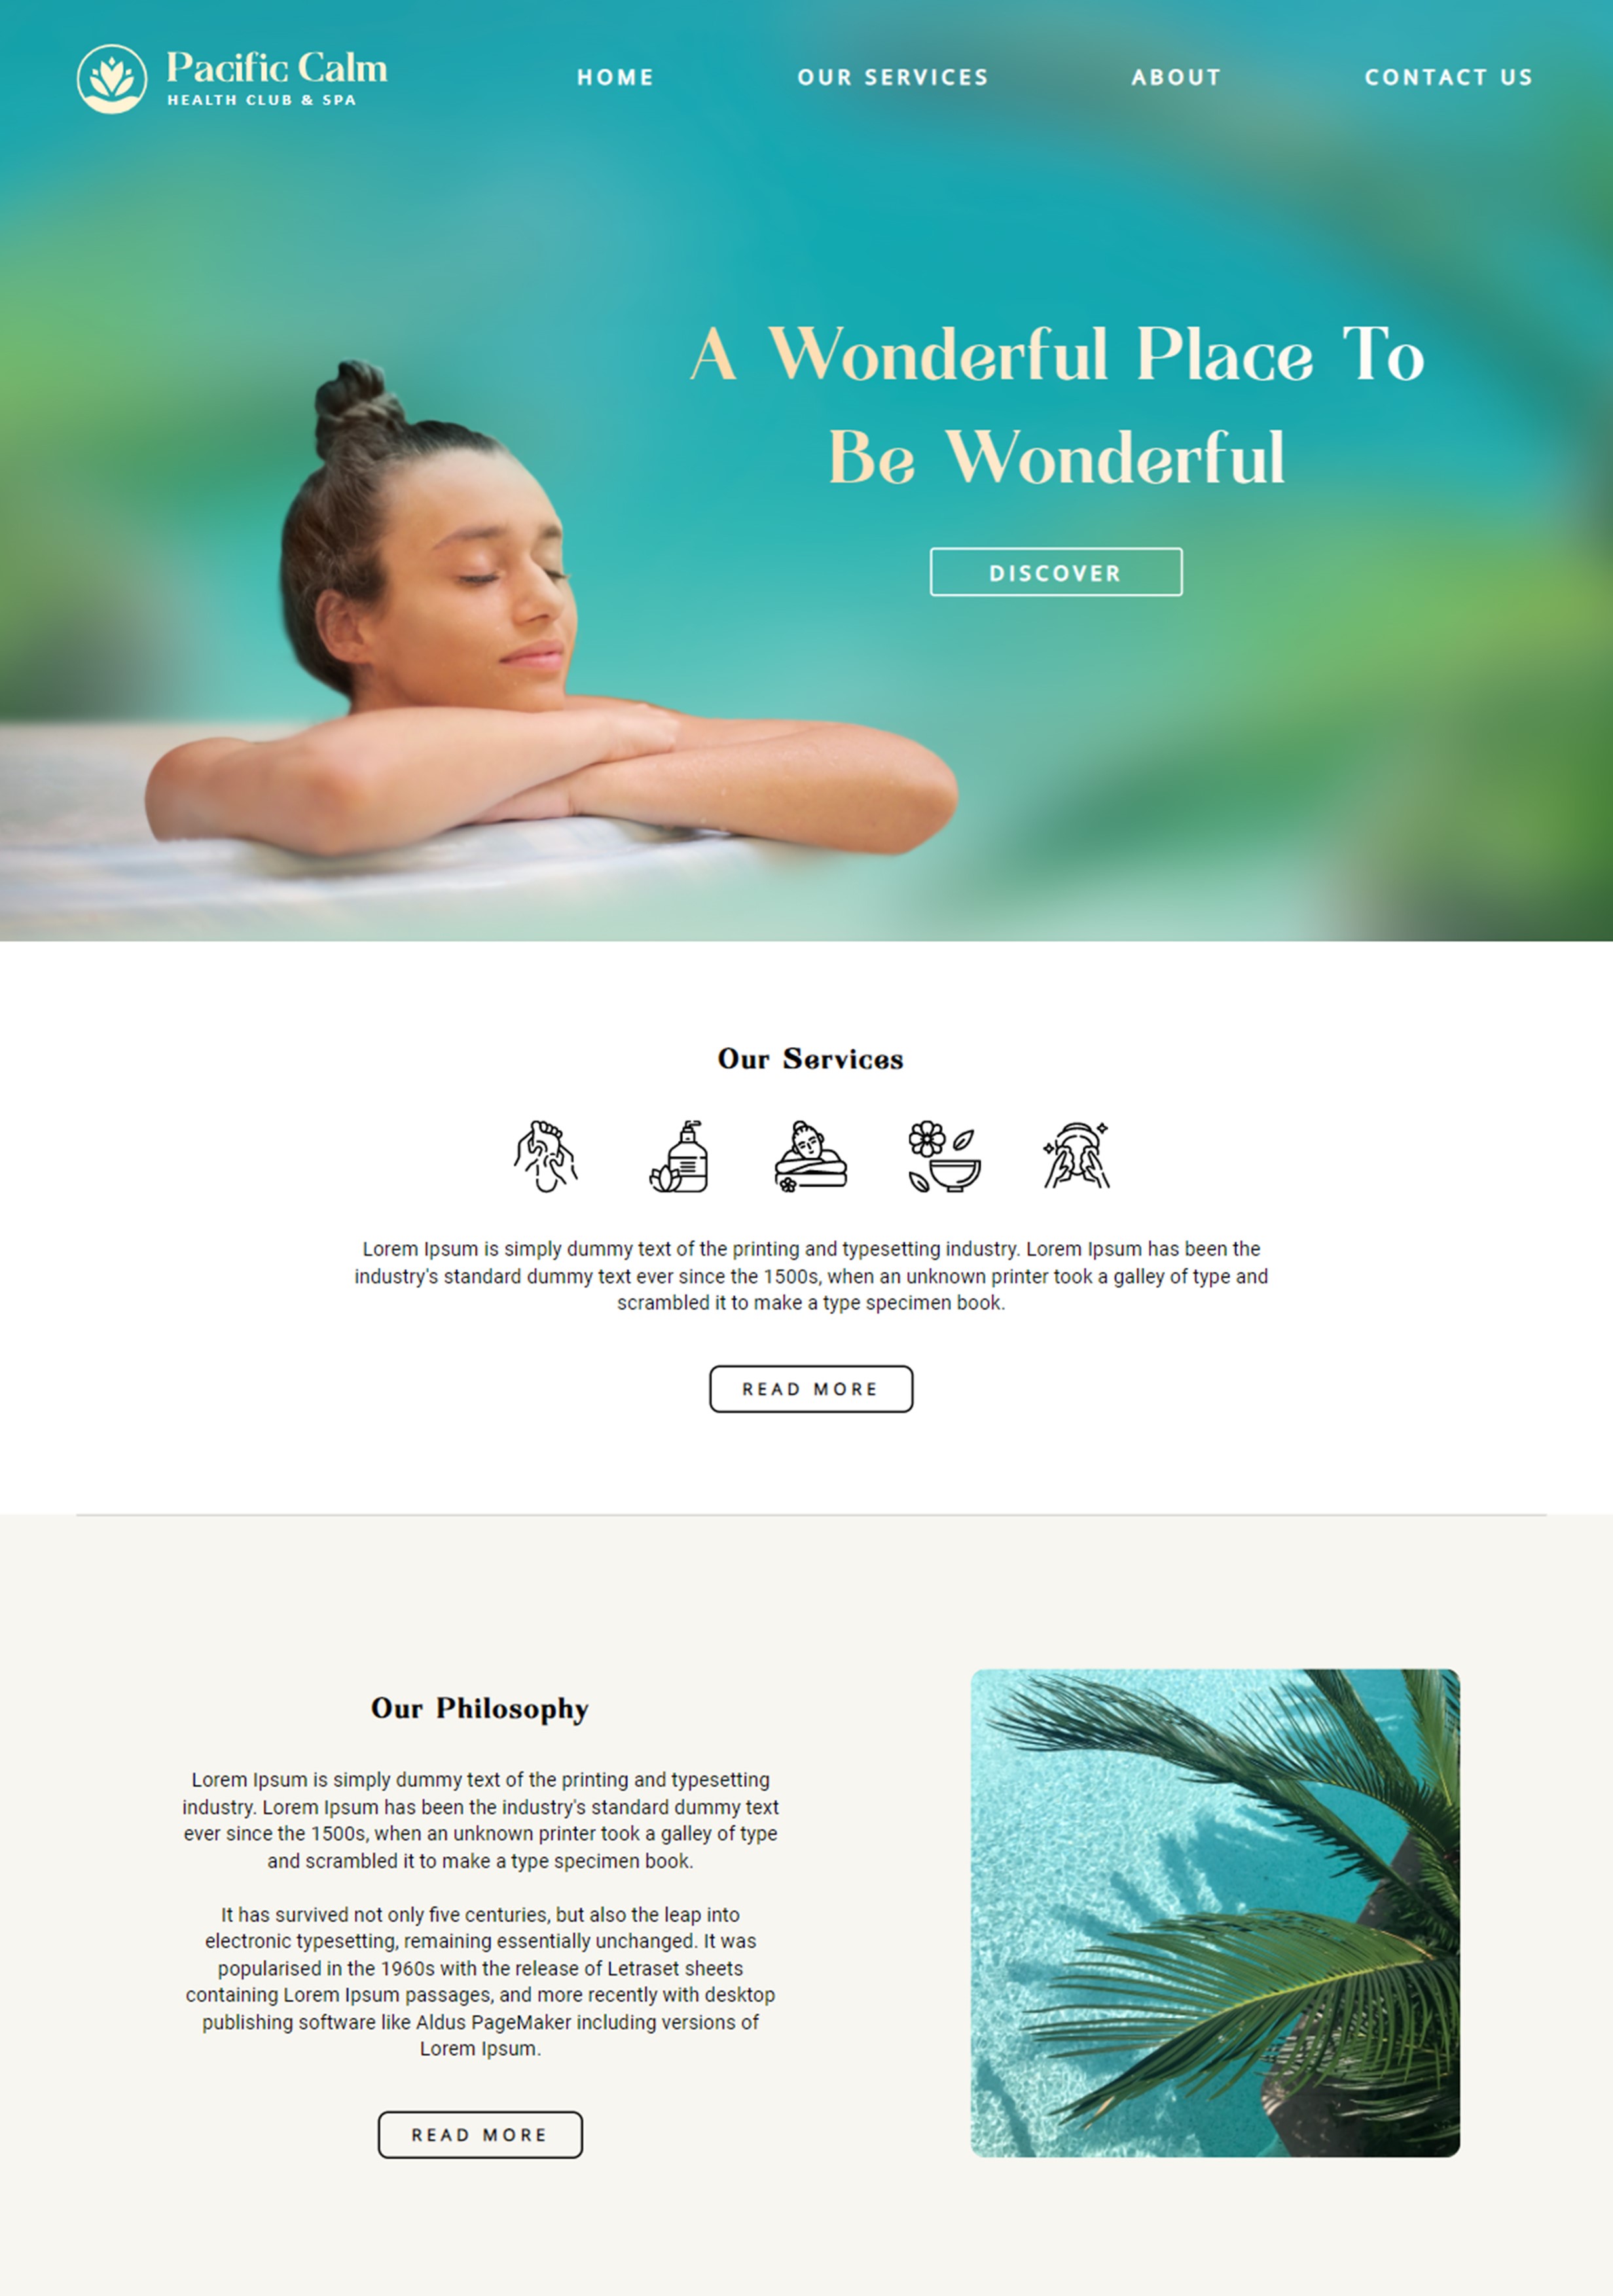 Pacific Calm
HEALTH CLUB & SPA
HOME
OUR SERVICES
ABOUT
CONTACT US
A Wonderful Place To
Be Wonderful
DISCOVER
Our Services
Lorem Ipsum is simply dummy text of the printing and typesetting industry. Lorem Ipsum has been the
industry's standard dummy text ever since the 1500s, when an unknown printer took a galley of type and
scrambled it to make a type specimen book.
READ MORE
Our Philosophy
Lorem Ipsum is simply dummy text of the printing and typesetting
industry. Lorem Ipsum has been the industry's standard dummy text
ever since the 1500s, when an unknown printer took a galley of type
and scrambled it to make a type specimen book.
It has survived not only five centuries, but also the leap into
electronic typesetting, remaining essentially unchanged. It was
popularised in the 1960s with the release of Letraset sheets
containing Lorem Ipsum passages, and more recently with desktop
publishing software like Aldus PageMaker including versions of
Lorem Ipsum.
READ MORE